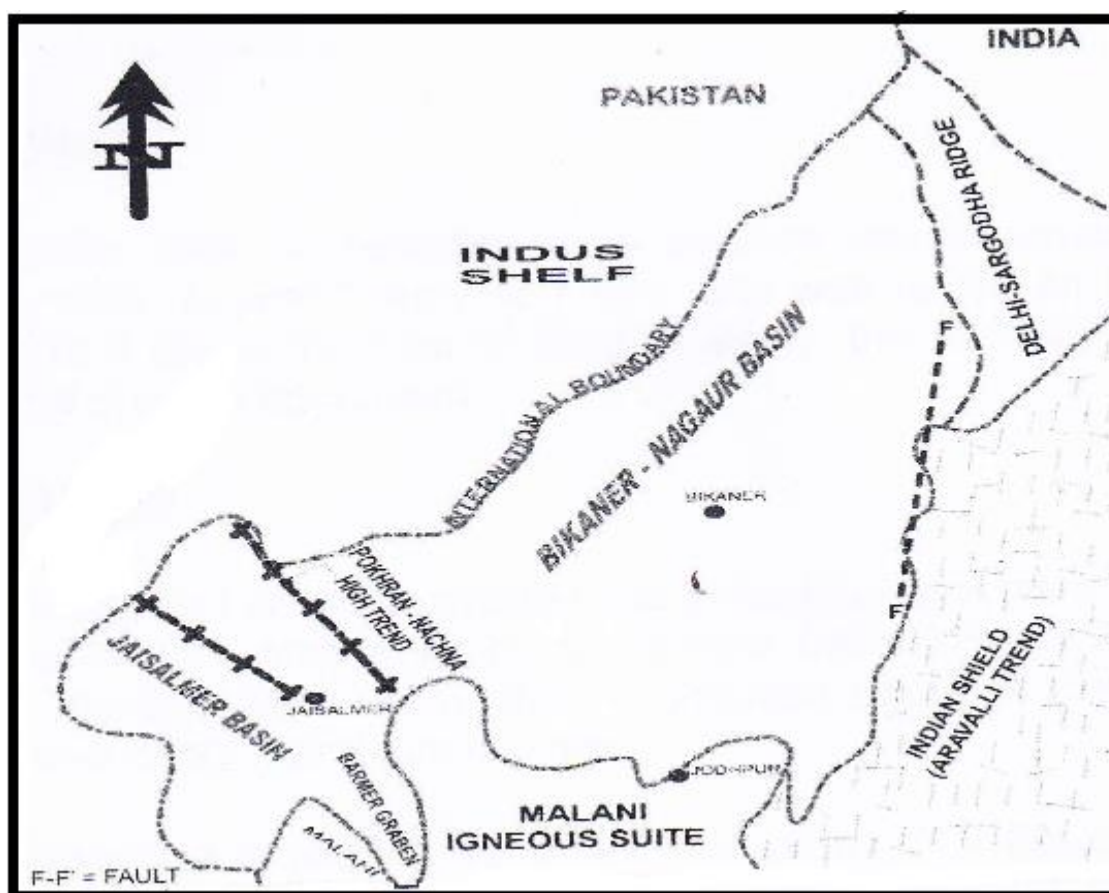 INDIA
PAKISTAN
N
DELHI-SARGODHA RIDGE
INDUS
SHELF
F
INTERNATIONAL BOUNDARY
BIKANER - NAGAUR BASIN
BIKANER
POKHRAN-NACHNA
HIGH TREND
F'
JAISALMER BASIN
JAISALMER
INDIAN SHIELD
(ARAVALLI TREND)
BARMER GRABEN
JODHPUR
MALANI
IGNEOUS SUITE
MALANI
F-F' = FAULT